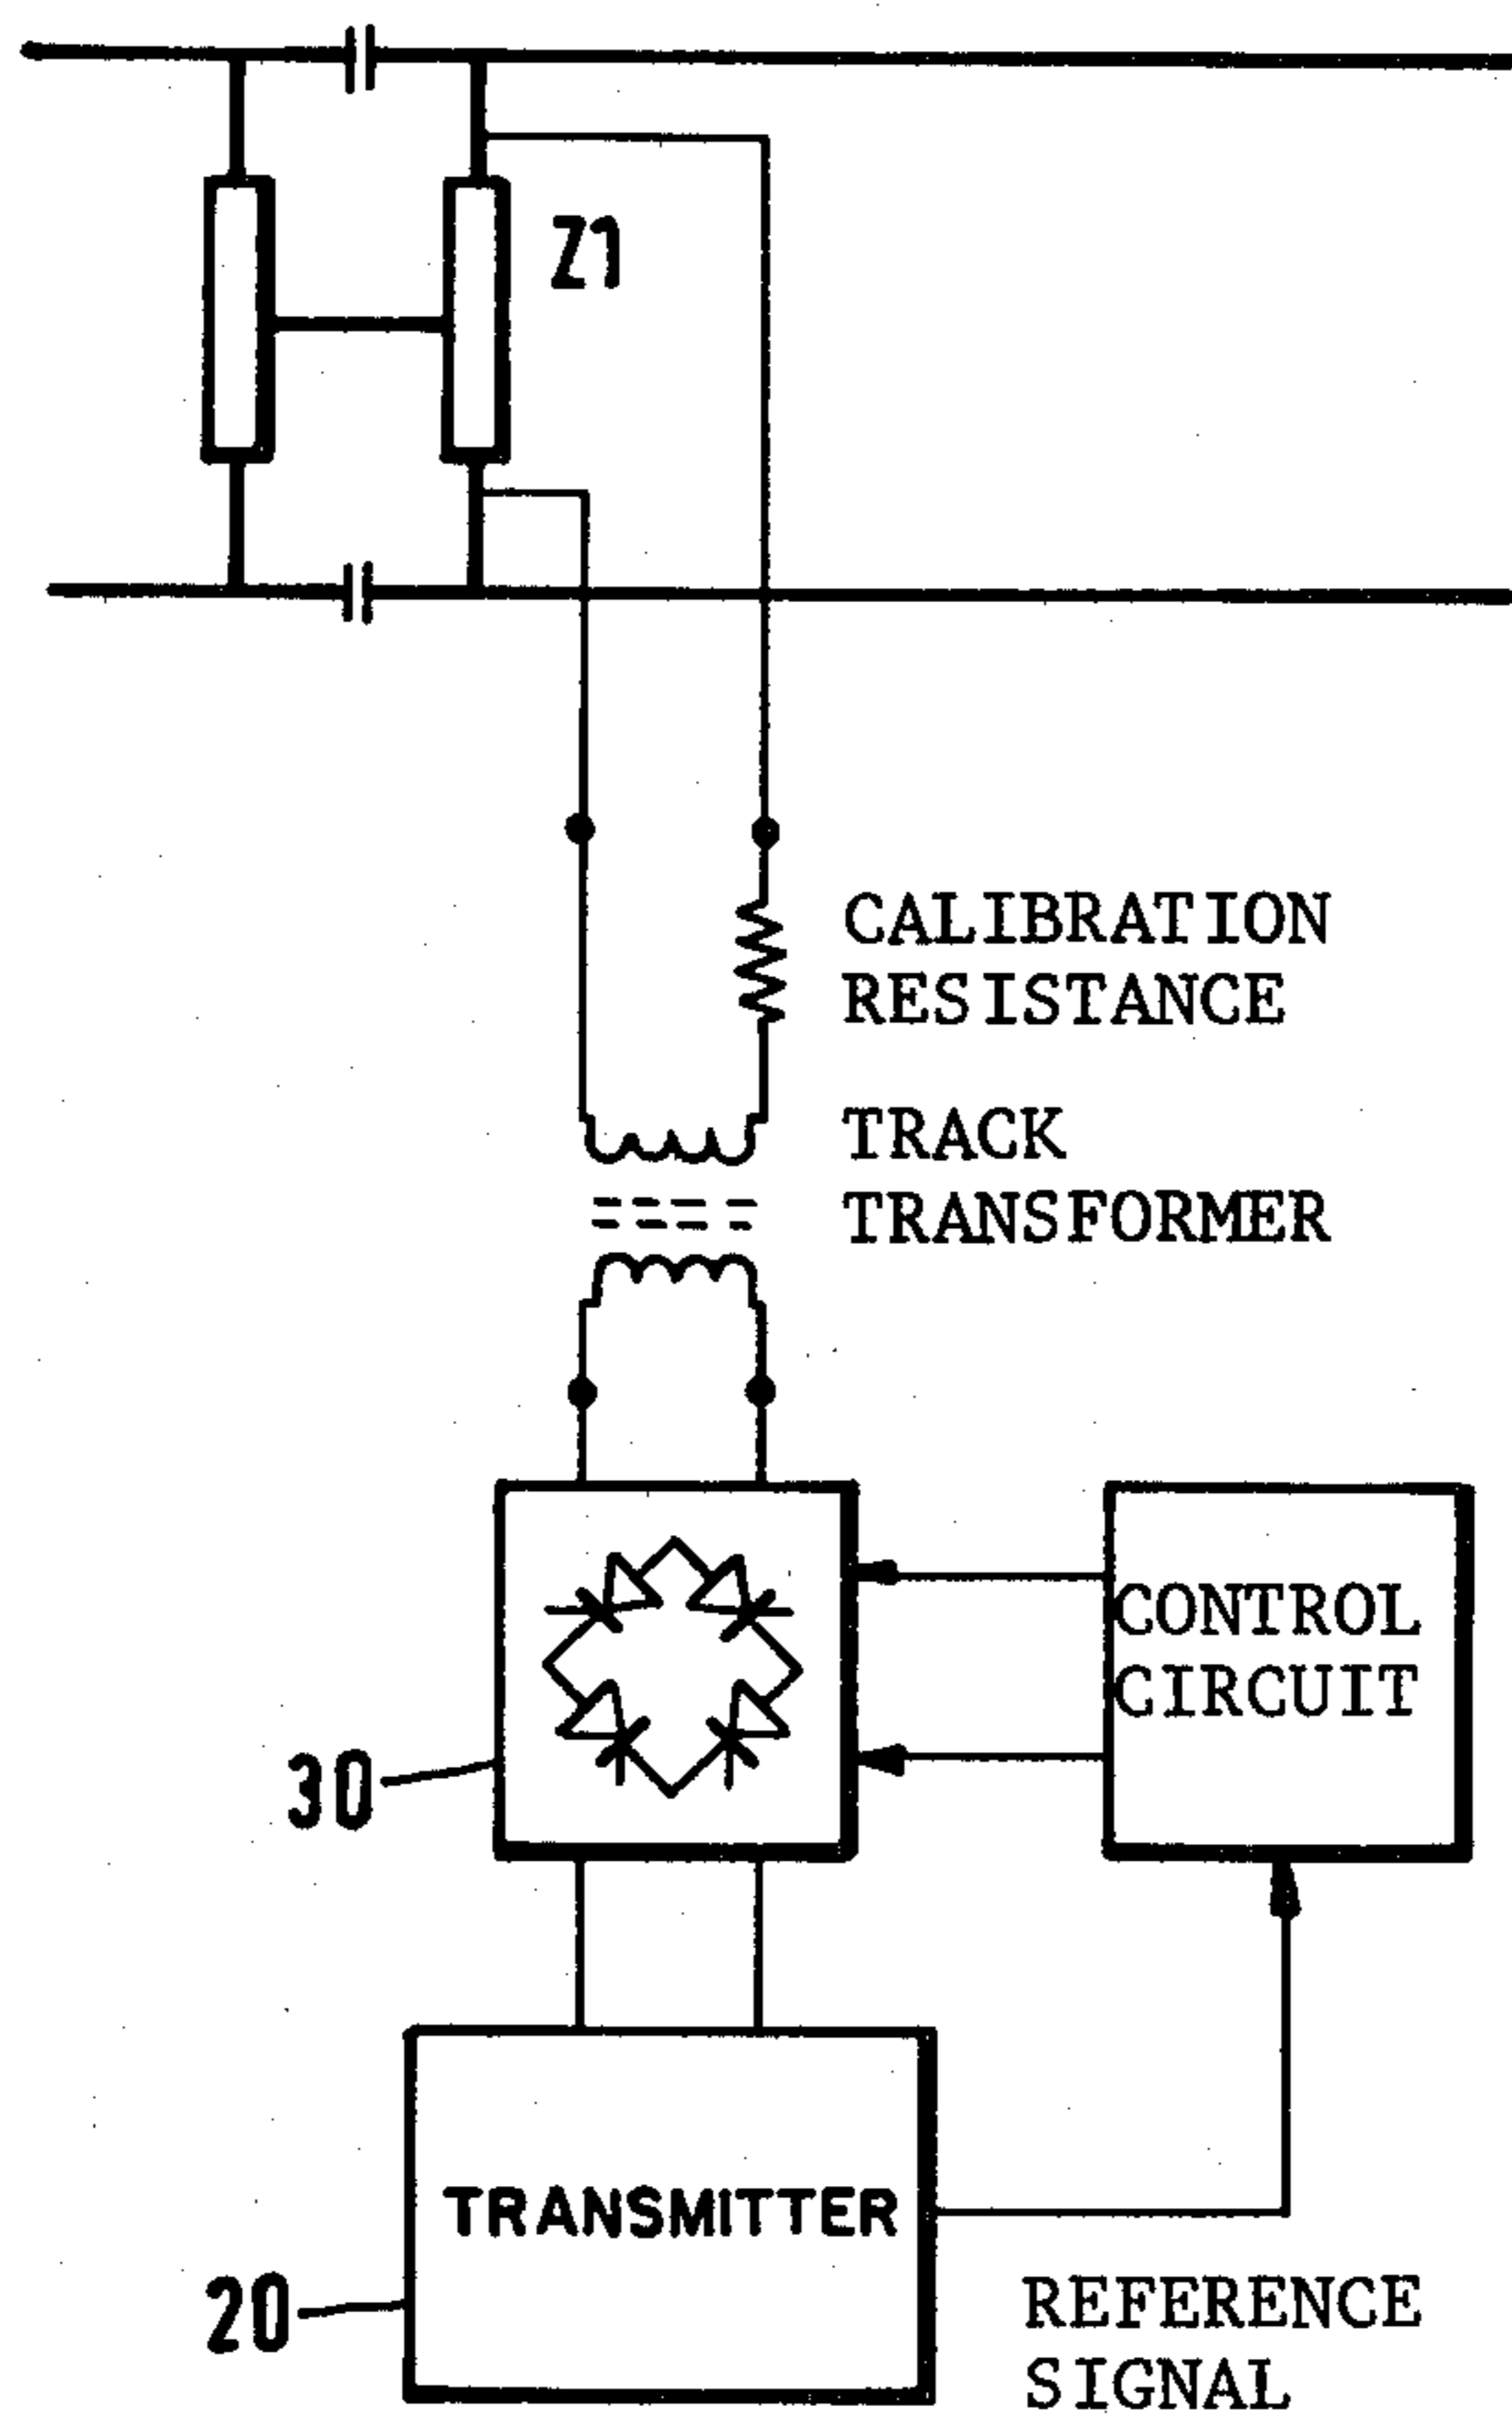 Z1
CALIBRATION
RESISTANCE
TRACK
TRANSFORMER
CONTROL
CIRCUIT
30
TRANSMITTER
20
REFERENCE
SIGNAL